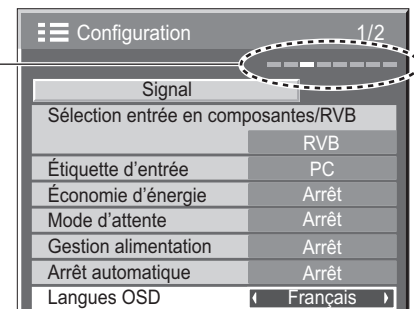 Configuration 1/2
Signal
Sélection entrée en composantes/RVB
RVB
Étiquette d'entrée PC
Économie d'énergie Arrêt
Mode d'attente Arrêt
Gestion alimentation Arrêt
Arrêt automatique Arrêt
Langues OSD Français